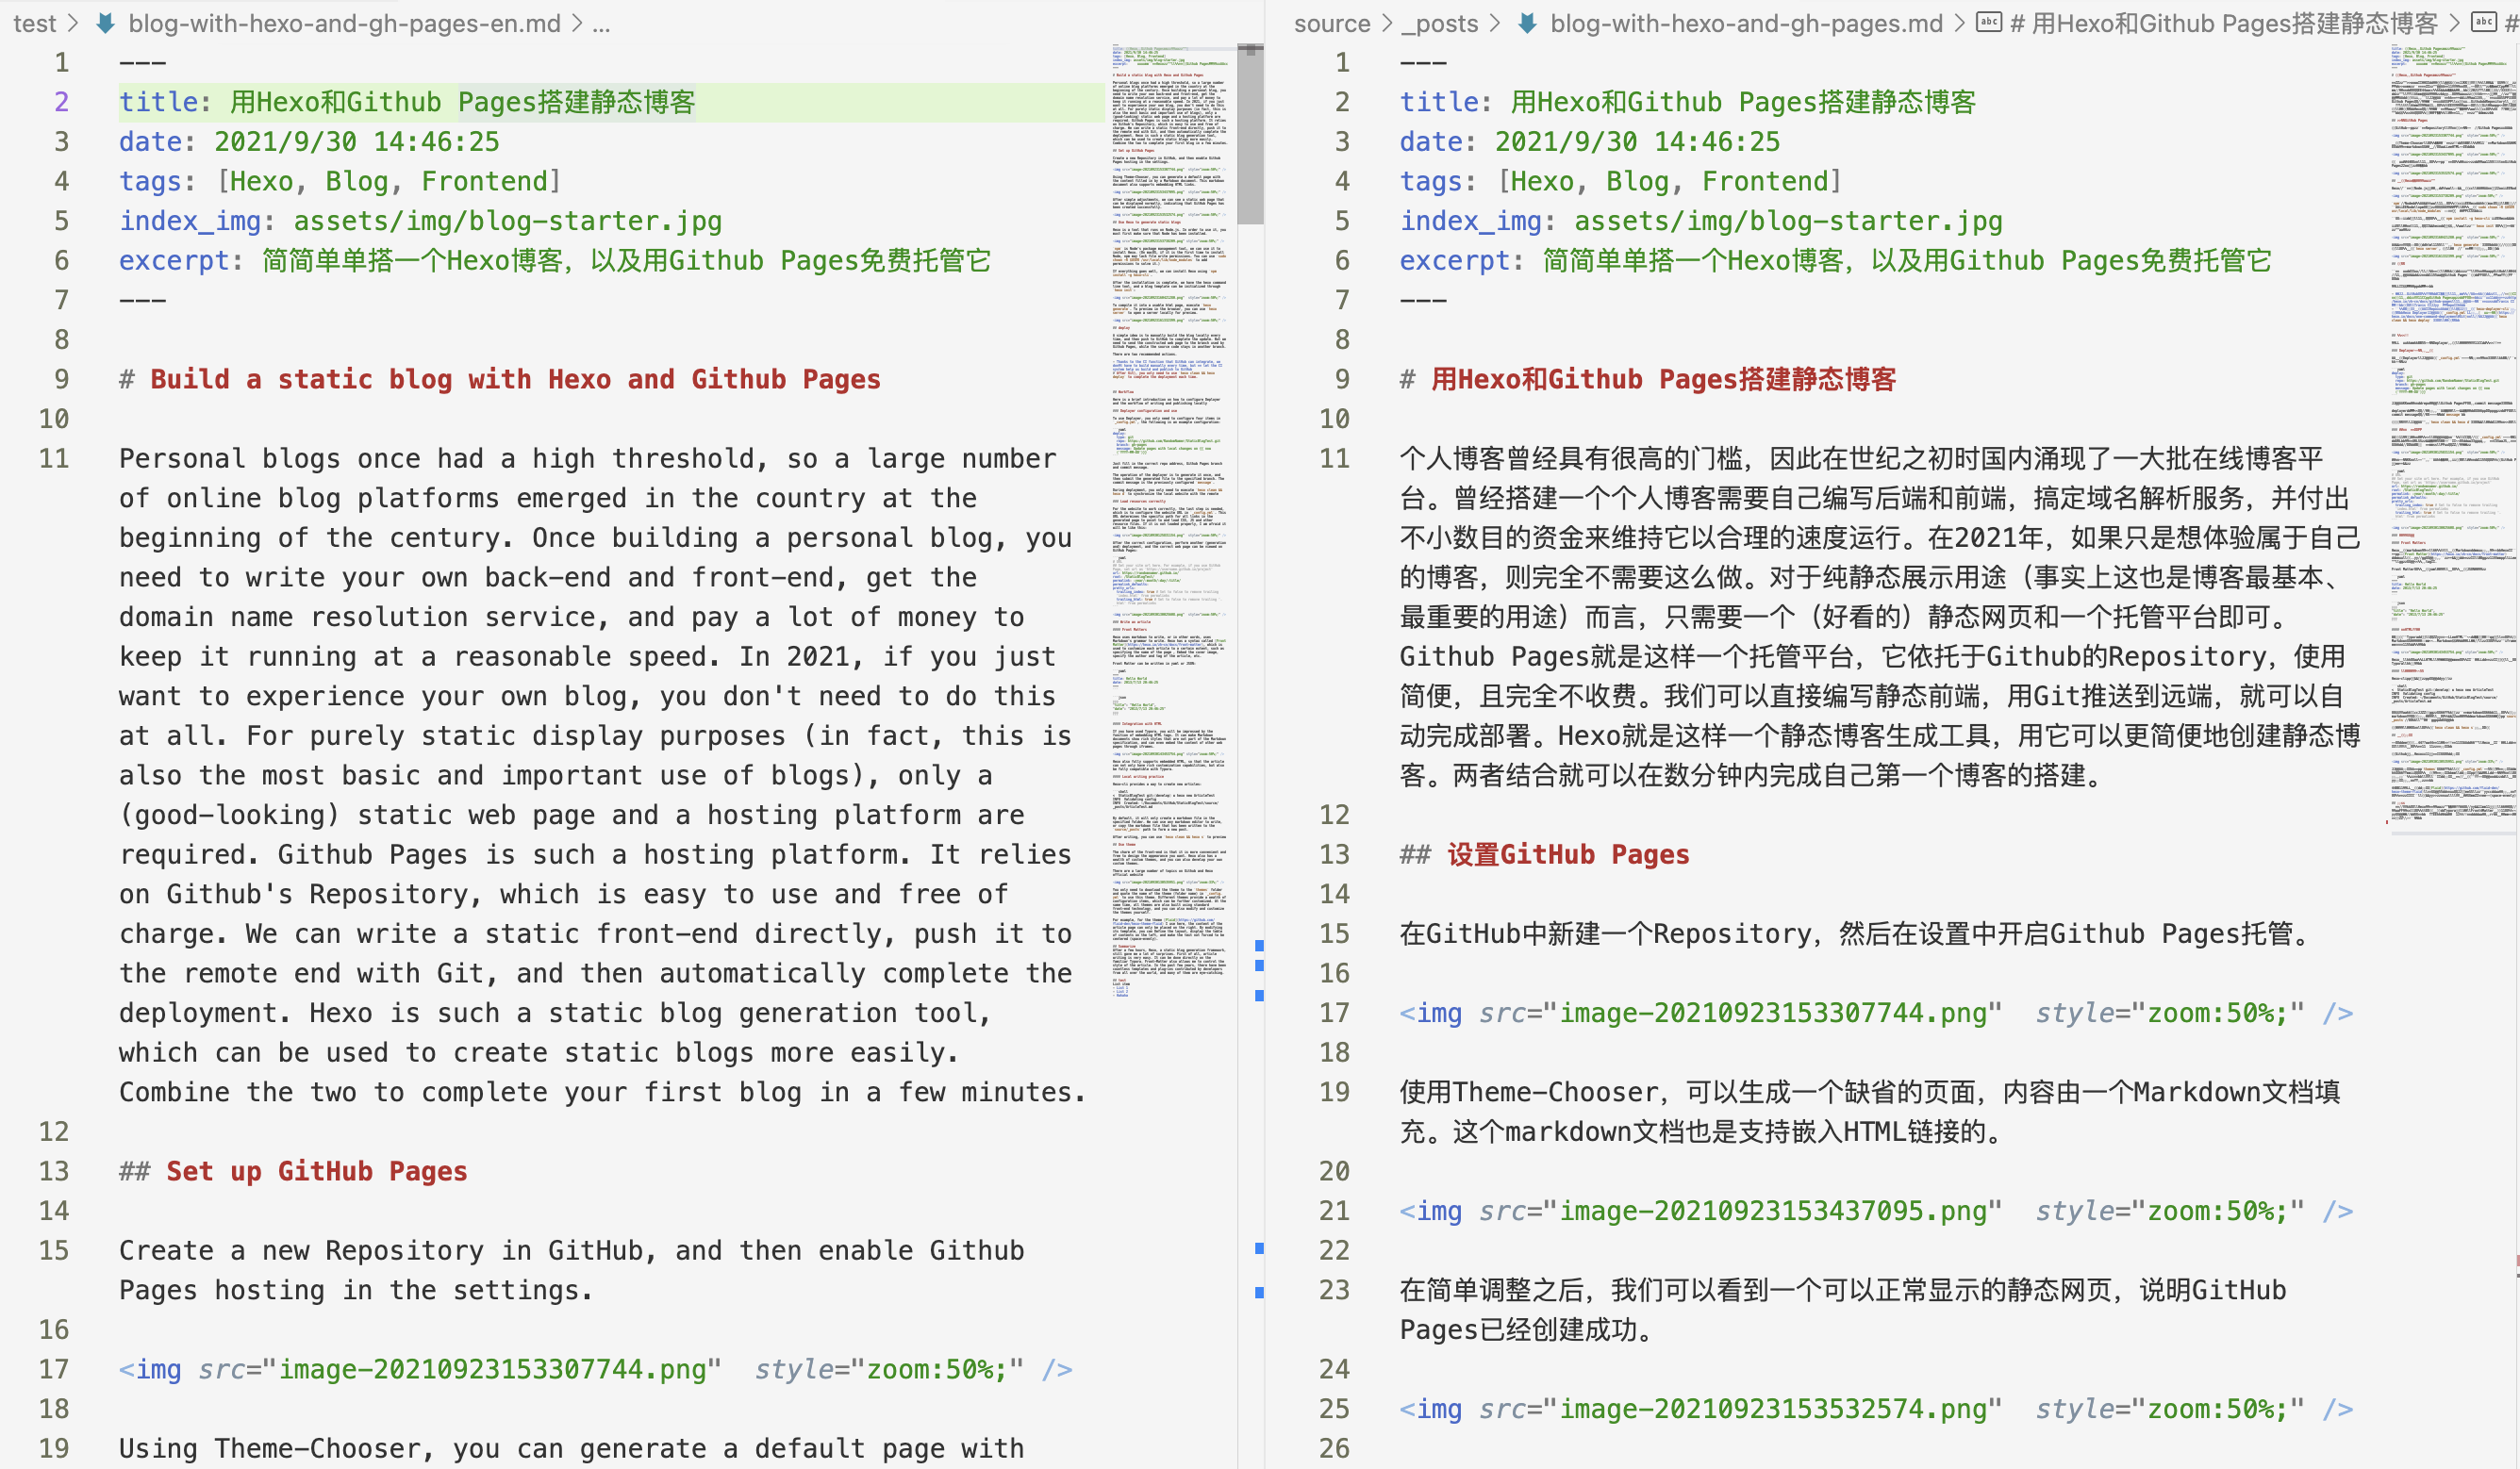 test > blog-with-hexo-and-gh-pages-en.md > ...
1 ---
2 title: 用Hexo和Github Pages搭建静态博客
3 date: 2021/9/30 14:46:25
4 tags: [Hexo, Blog, Frontend]
5 index_img: assets/img/blog-starter.jpg
6 excerpt: 简简单单搭一个Hexo博客，以及用Github Pages免费托管它
7 ---
8
9 # Build a static blog with Hexo and Github Pages
10
11 Personal blogs once had a high threshold, so a large number
of online blog platforms emerged in the country at the
beginning of the century. Once building a personal blog, you
need to write your own back-end and front-end, get the
domain name resolution service, and pay a lot of money to
keep it running at a reasonable speed. In 2021, if you just
want to experience your own blog, you don't need to do this
at all. For purely static display purposes (in fact, this is
also the most basic and important use of blogs), only a
(good-looking) static web page and a hosting platform are
required. Github Pages is such a hosting platform. It relies
on Github's Repository, which is easy to use and free of
charge. We can write a static front-end directly, push it to
the remote end with Git, and then automatically complete the
deployment. Hexo is such a static blog generation tool,
which can be used to create static blogs more easily.
Combine the two to complete your first blog in a few minutes.
12
13 ## Set up GitHub Pages
14
15 Create a new Repository in GitHub, and then enable Github
Pages hosting in the settings.
16
17 <img src="image-20210923153307744.png"  style="zoom:50%;" />
18
19 Using Theme-Chooser, you can generate a default page with
source > _posts > blog-with-hexo-and-gh-pages.md > # 用Hexo和Github Pages搭建静态博客 > #
1 ---
2 title: 用Hexo和Github Pages搭建静态博客
3 date: 2021/9/30 14:46:25
4 tags: [Hexo, Blog, Frontend]
5 index_img: assets/img/blog-starter.jpg
6 excerpt: 简简单单搭一个Hexo博客，以及用Github Pages免费托管它
7 ---
8
9 # 用Hexo和Github Pages搭建静态博客
10
11 个人博客曾经具有很高的门槛，因此在世纪之初时国内涌现了一大批在线博客平
台。曾经搭建一个个人博客需要自己编写后端和前端，搞定域名解析服务，并付出
不小数目的资金来维持它以合理的速度运行。在2021年，如果只是想体验属于自己
的博客，则完全不需要这么做。对于纯静态展示用途（事实上这也是博客最基本、
最重要的用途）而言，只需要一个（好看的）静态网页和一个托管平台即可。
Github Pages就是这样一个托管平台，它依托于Github的Repository，使用
简便，且完全不收费。我们可以直接编写静态前端，用Git推送到远端，就可以自
动完成部署。Hexo就是这样一个静态博客生成工具，用它可以更简便地创建静态博
客。两者结合就可以在数分钟内完成自己第一个博客的搭建。
12
13 ## 设置GitHub Pages
14
15 在GitHub中新建一个Repository，然后在设置中开启Github Pages托管。
16
17 <img src="image-20210923153307744.png"  style="zoom:50%;" />
18
19 使用Theme-Chooser，可以生成一个缺省的页面，内容由一个Markdown文档填
充。这个markdown文档也是支持嵌入HTML链接的。
20
21 <img src="image-20210923153437095.png"  style="zoom:50%;" />
22
23 在简单调整之后，我们可以看到一个可以正常显示的静态网页，说明GitHub
Pages已经创建成功。
24
25 <img src="image-20210923153532574.png"  style="zoom:50%;" />
26